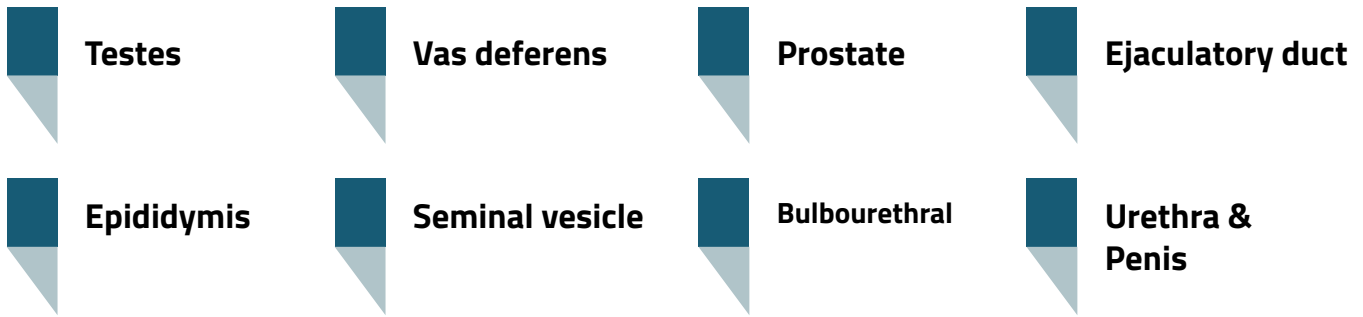 Testes
Vas deferens
Prostate
Ejaculatory duct
Epididymis
Seminal vesicle
Bulbourethral
Urethra &
Penis